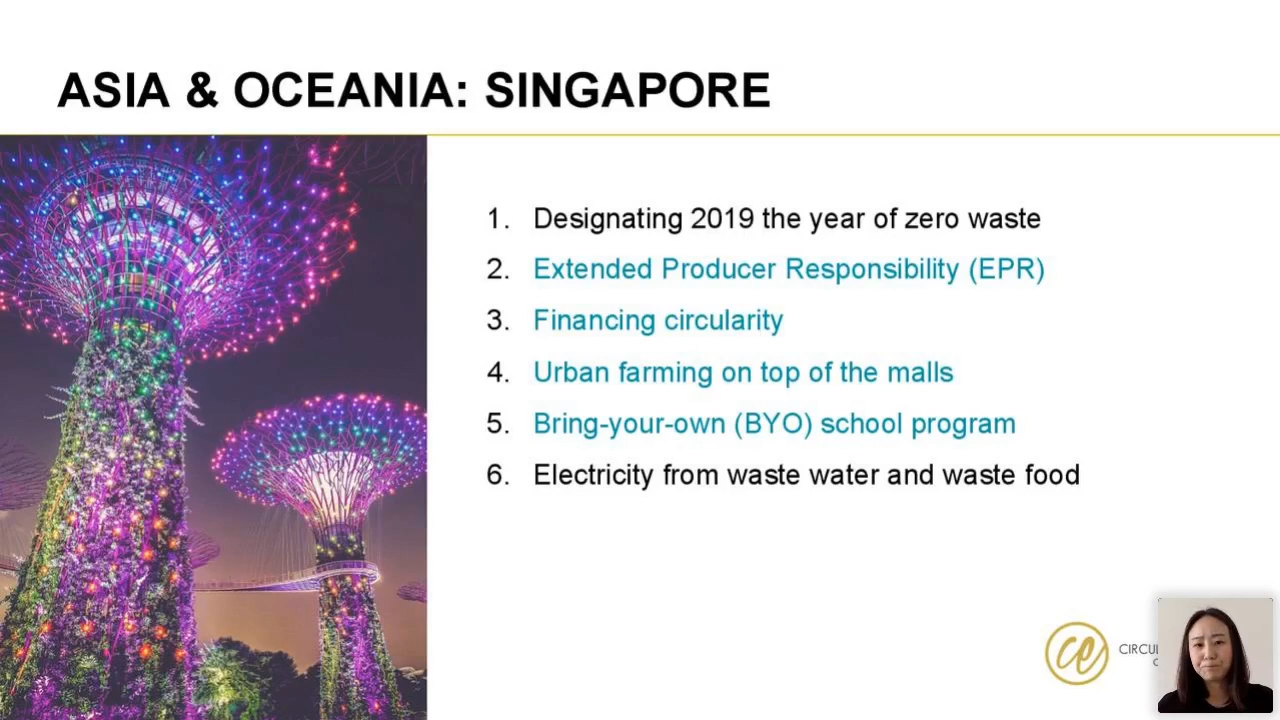 ASIA & OCEANIA: SINGAPORE
1. Designating 2019 the year of zero waste
2. Extended Producer Responsibility (EPR)
3. Financing circularity
4. Urban farming on top of the malls
5. Bring-your-own (BYO) school program
6. Electricity from waste water and waste food
ce